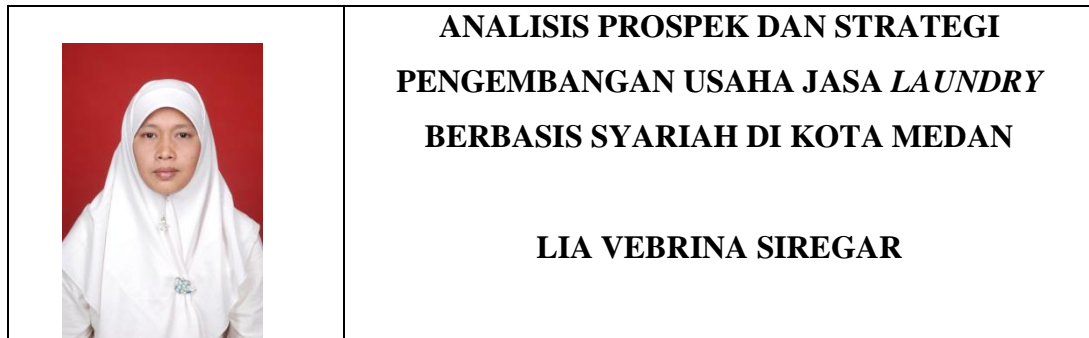 ANALISIS PROSPEK DAN STRATEGI
PENGEMBANGAN USAHA JASA LAUNDRY
BERBASIS SYARIAH DI KOTA MEDAN
LIA VEBRINA SIREGAR